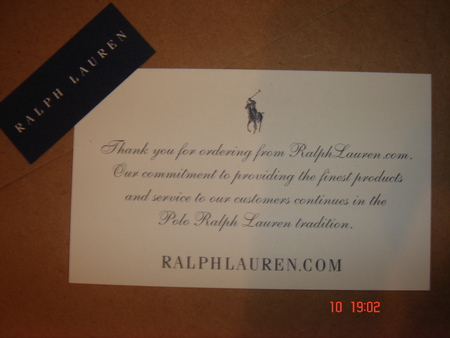 RALPH LAUREN
Thank you for ordering from RalphLauren.com.
Our commitment to providing the finest products
and service to our customers continues in the
Polo Ralph Lauren tradition.
RALPHLAUREN.COM
10 19:02